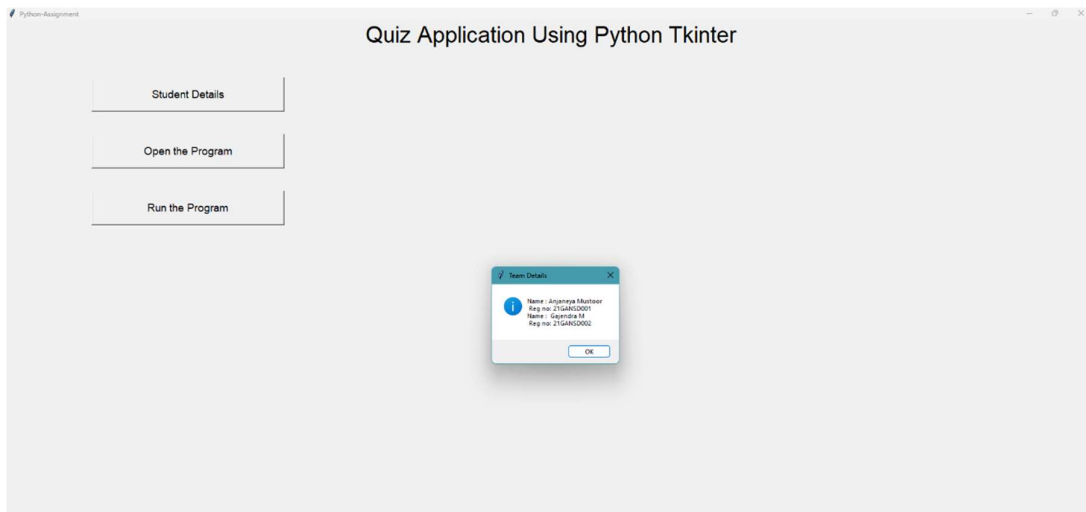 Python-Assignment
Quiz Application Using Python Tkinter
Student Details
Open the Program
Run the Program
Team Details
Name : Anjaneya Mustoor
Reg no: 21GANSD001
Name : Gajendra M
Reg no: 21GANSD002
OK